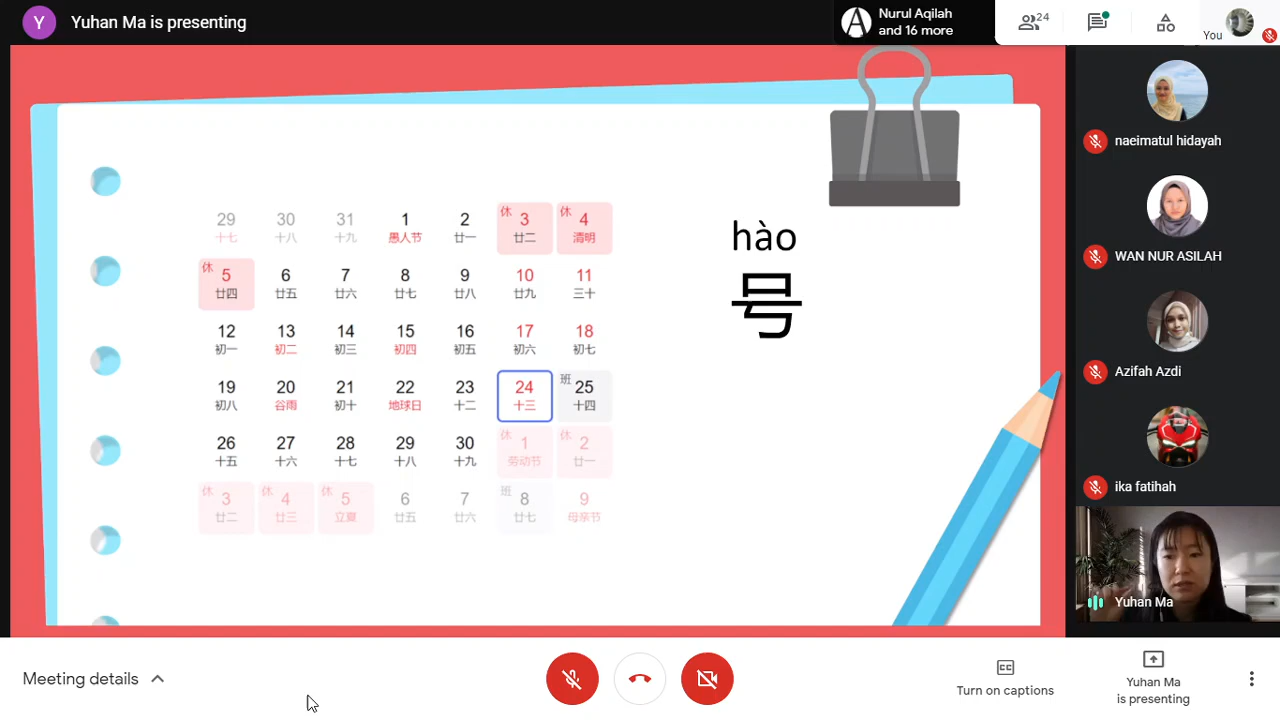 Y
Yuhan Ma is presenting
Nurul Aqilah
and 16 more
24
You
hào
号
29 30 31 1 2 休 3 休 4
十七 十八 十九 愚人节 廿一 廿二 清明
休 5 6 7 8 9 10 11
廿四 廿五 廿六 廿七 廿八 廿九 三十
12 13 14 15 16 17 18
初一 初二 初三 初四 初五 初六 初七
19 20 21 22 23 24 班 25
初八 谷雨 初十 地球日 十二 十三 十四
26 27 28 29 30 休 1 休 2
十五 十六 十七 十八 十九 劳动节 廿一
休 3 休 4 休 5 6 7 班 8 9
廿二 廿三 立夏 廿五 廿六 廿七 母亲节
naeimatul hidayah
WAN NUR ASILAH
Azifah Azdi
ika fatihah
Yuhan Ma
Meeting details
CC
Turn on captions
Yuhan Ma
is presenting